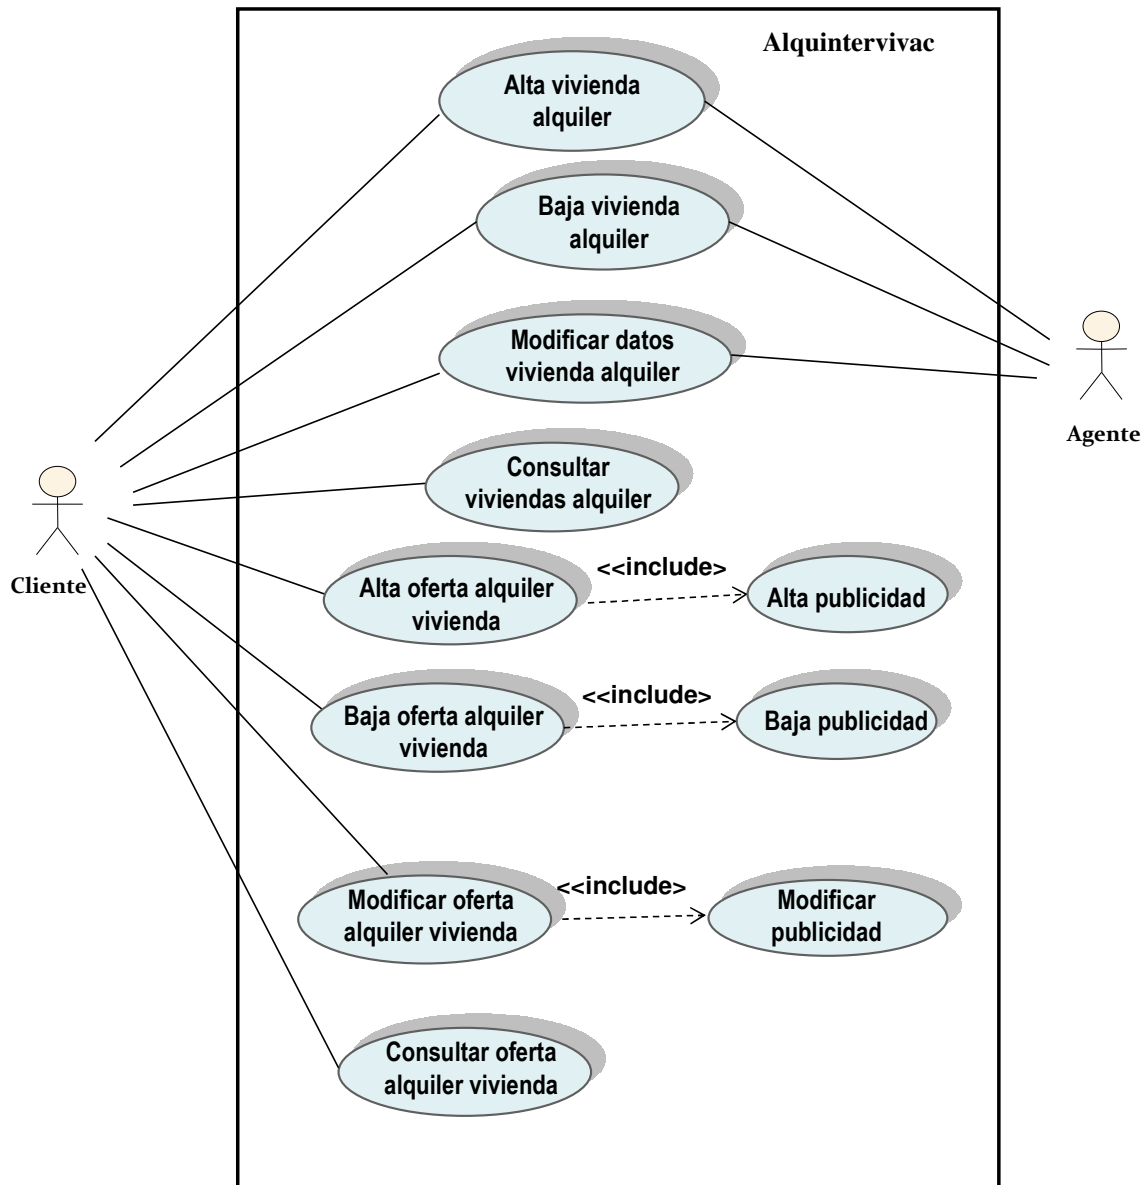 Alquintervivac
Alta vivienda
alquiler
Baja vivienda
alquiler
Modificar datos
vivienda alquiler
Agente
Consultar
viviendas alquiler
Cliente
Alta oferta alquiler
vivienda
<<include>
Alta publicidad
Baja oferta alquiler
vivienda
<<include>
Baja publicidad
Modificar oferta
alquiler vivienda
<<include>
Modificar
publicidad
Consultar oferta
alquiler vivienda